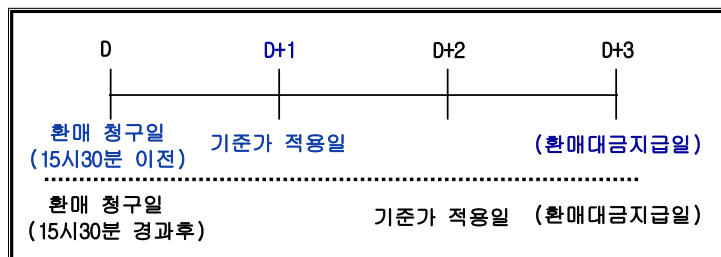 D D+1 D+2 D+3
환매 청구일 기준가 적용일 (환매대금지급일)
(15시30분 이전)
환매 청구일 기준가 적용일 (환매대금지급일)
(15시30분 경과후)